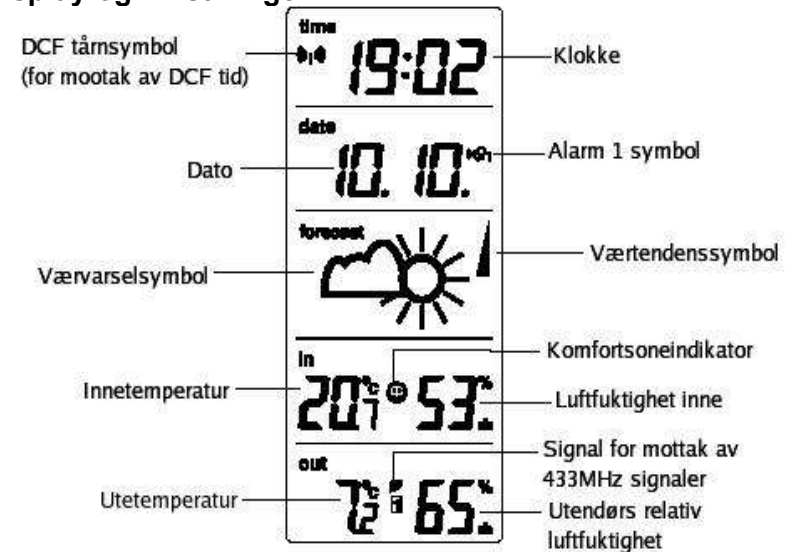 time
DCF tårnsymbol
(for mootak av DCF tid)
19:02
Klokke
date
Dato
10. 10.
Alarm 1 symbol
forecast
Værvarselsymbol
Værtendenssymbol
in
Komfortsoneindikator
Innetemperatur
20.7 °C
53 %
Luftfuktighet inne
out
Signal for mottak av
433MHz signaler
Utetemperatur
7.2 °C
1
65 %
Utendørs relativ
luftfuktighet